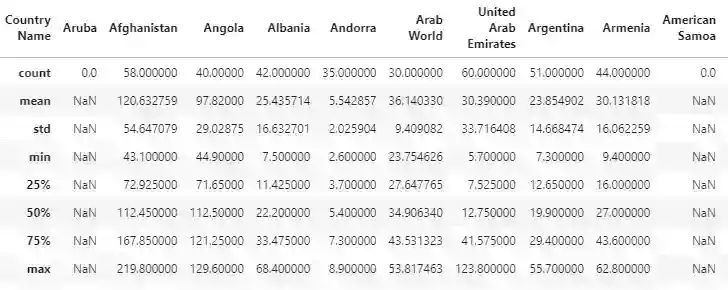 Country Name Aruba Afghanistan Angola Albania Andorra Arab World United Arab Emirates Argentina Armenia American Samoa
count 0.0 58.000000 40.00000 42.000000 35.000000 30.000000 60.000000 51.000000 44.000000 0.0
mean NaN 120.632759 97.82000 25.435714 5.542857 36.140330 30.390000 23.854902 30.131818 NaN
std NaN 54.647079 29.02875 16.632701 2.025904 9.409082 33.716408 14.668474 16.062259 NaN
min NaN 43.100000 44.90000 7.500000 2.600000 23.754626 5.700000 7.300000 9.400000 NaN
25% NaN 72.925000 71.65000 11.425000 3.700000 27.647765 7.525000 12.650000 16.000000 NaN
50% NaN 112.450000 112.50000 22.200000 5.400000 34.906340 12.750000 19.900000 27.000000 NaN
75% NaN 167.850000 121.25000 33.475000 7.300000 43.531323 41.575000 29.400000 43.600000 NaN
max NaN 219.800000 129.60000 68.400000 8.900000 53.817463 123.800000 55.700000 62.800000 NaN